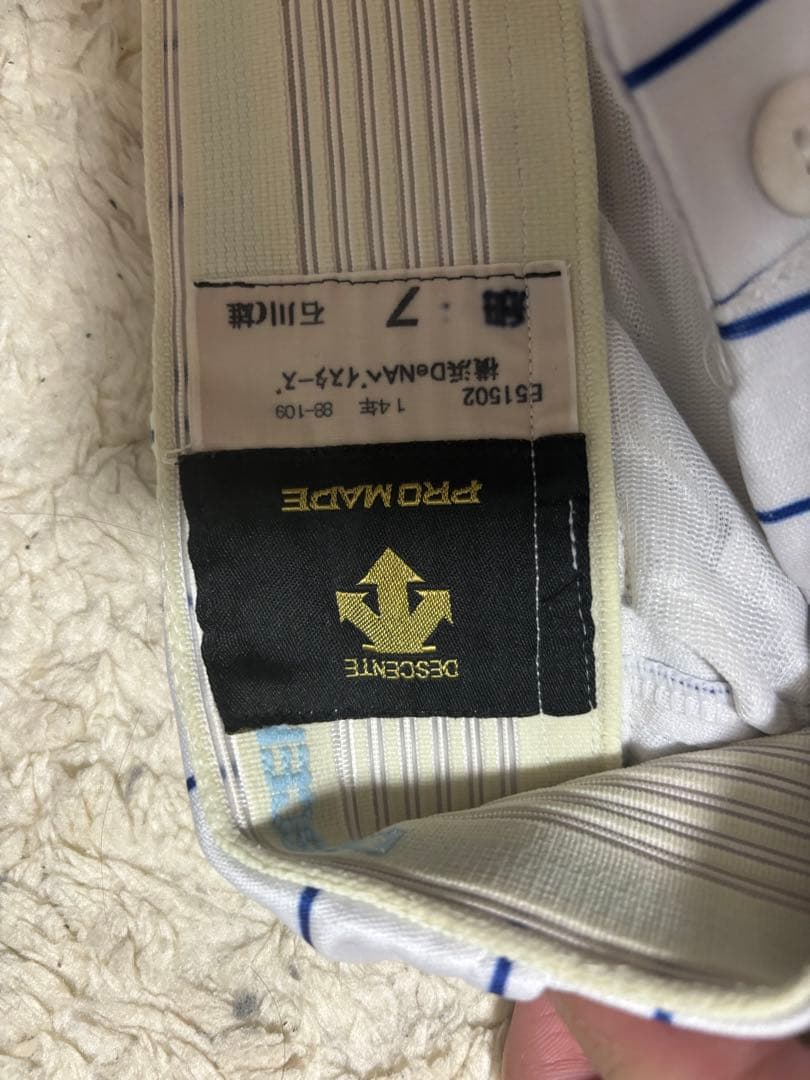 DESCENTE
PRO MADE
E51502 14年 88-109
横浜DeNAベイスターズ
7 石川(雄